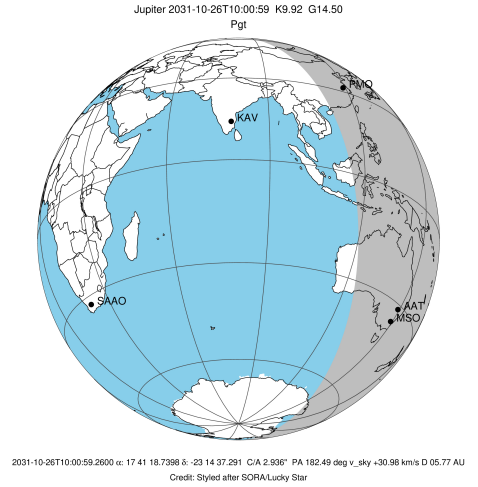 Jupiter 2031-10-26T10:00:59 K9.92 G14.50
Pgt
PMO
KAV
SAAO
AAT
MSO
2031-10-26T10:00:59.2600 α: 17 41 18.7398 δ: -23 14 37.291 C/A 2.936" PA 182.49 deg v_sky +30.98 km/s D 05.77 AU
Credit: Styled after SORA/Lucky Star